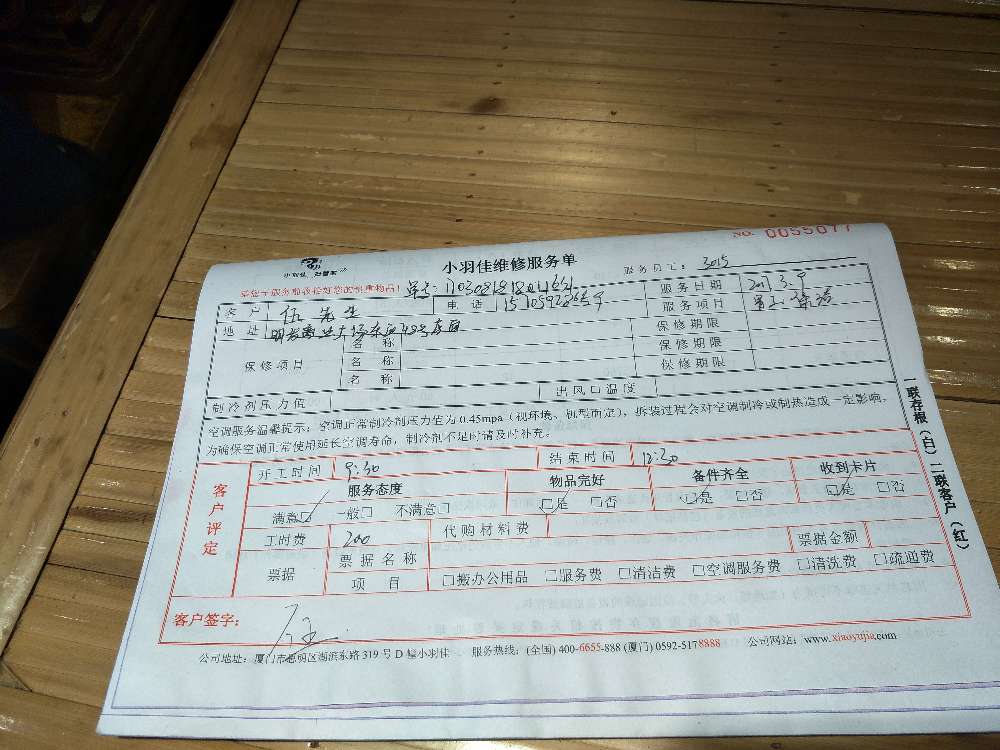 NO. 0055077
小羽佳维修服务单
服务员工: 3015
单号:
客户 伍先生 电话 服务日期
地址 服务项目
保修项目 名称 保修期限
名称 保修期限
名称 保修期限
制冷剂压力值 出风口温度
空调服务温馨提示:空调正常制冷剂压力值为0.45mpa(视环境、机型而定),拆装过程会对空调制冷或制热造成一定影响,
为确保空调正常使用延长空调寿命,制冷剂不足时请及时补充。
客户评定
开工时间 9:30 结束时间 12:30
服务态度 物品完好 备件齐全 收到卡片
满意☑ 一般□ 不满意□ ☑是 □否 ☑是 □否 ☑是 □否
工时费 200 代购材料费
票据 票据名称 票据金额
项目 □搬办公用品 □服务费 □清洁费 □空调服务费 □清洗费 □疏通费
客户签字:
公司地址:厦门市思明区湖滨东路319号D幢小羽佳 服务热线:(全国) 400-6655-888 (厦门) 0592-5178888 公司网站:www.xiaoyujia.com
联存根(白)二联客户(红)